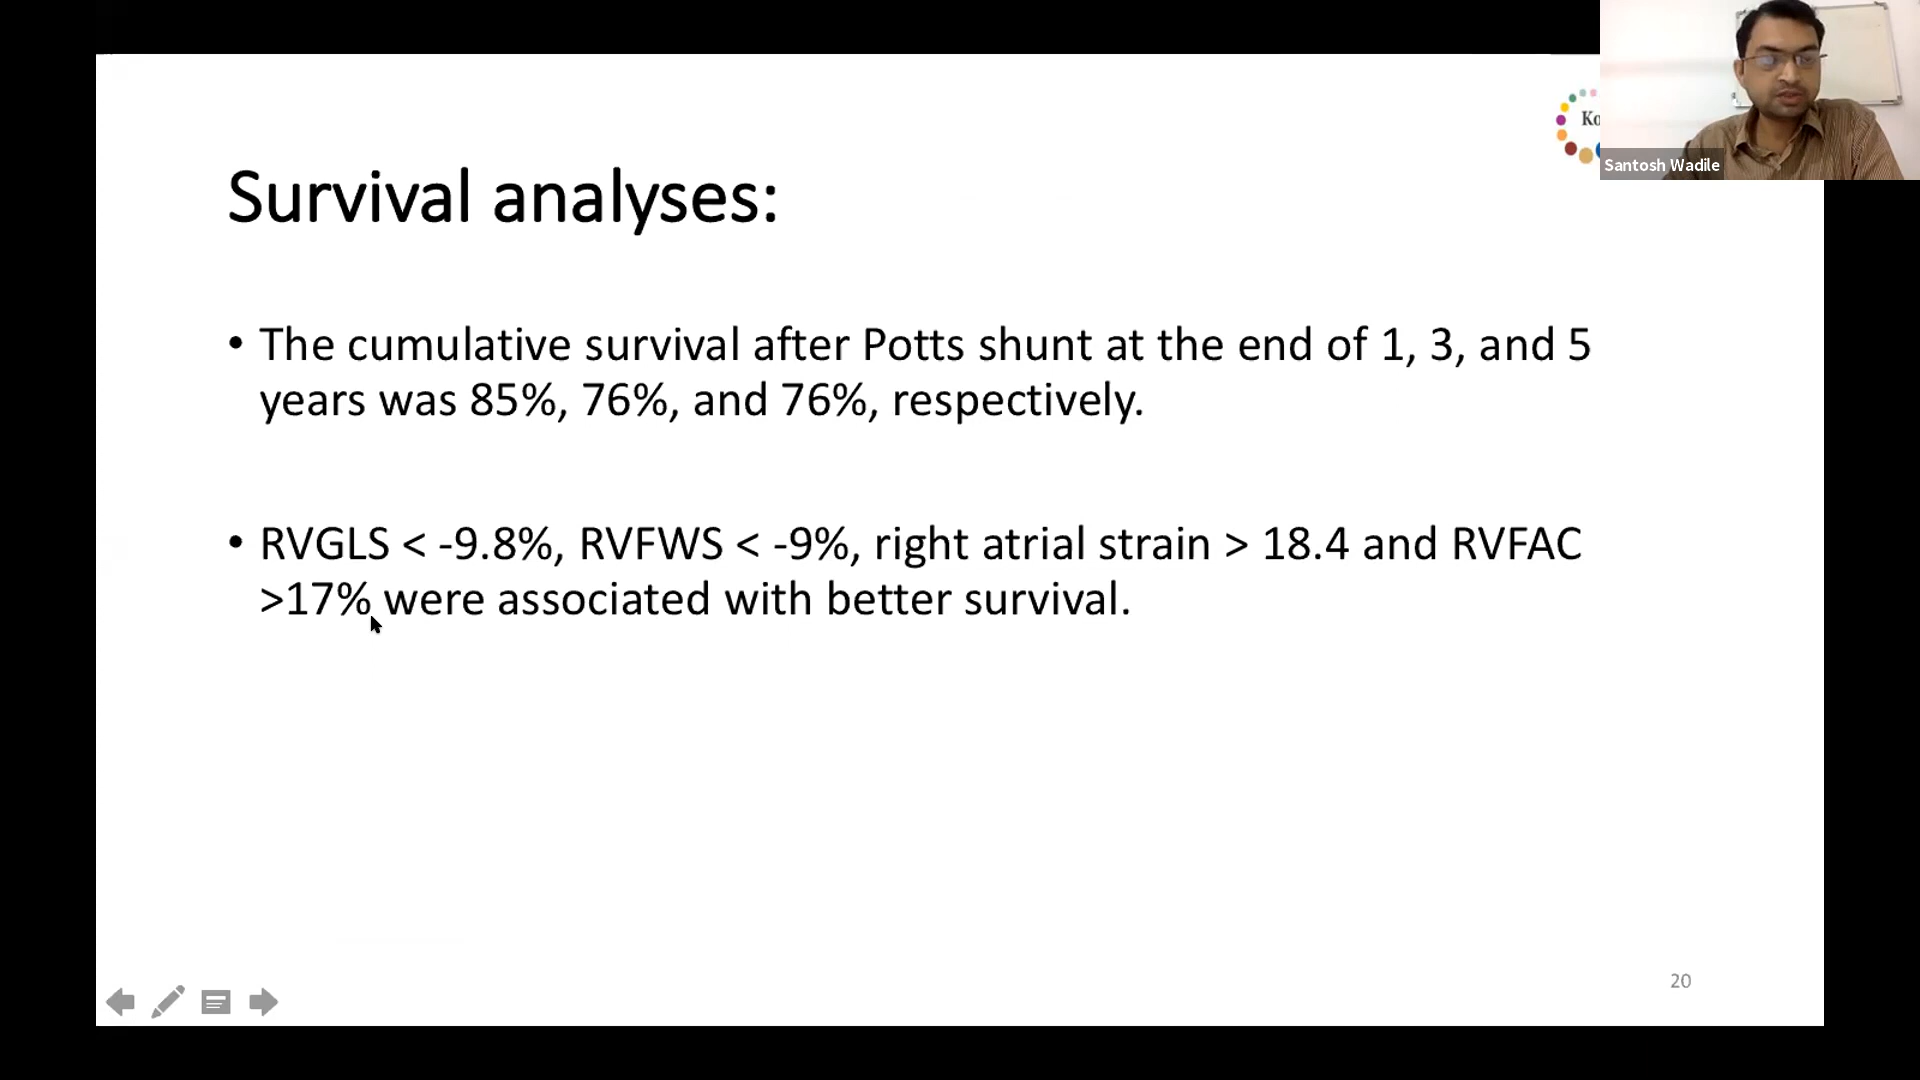 Ko
Santosh Wadile
Survival analyses:
• The cumulative survival after Potts shunt at the end of 1, 3, and 5
years was 85%, 76%, and 76%, respectively.
• RVGLS < -9.8%, RVFWS < -9%, right atrial strain > 18.4 and RVFAC
>17% were associated with better survival.
20